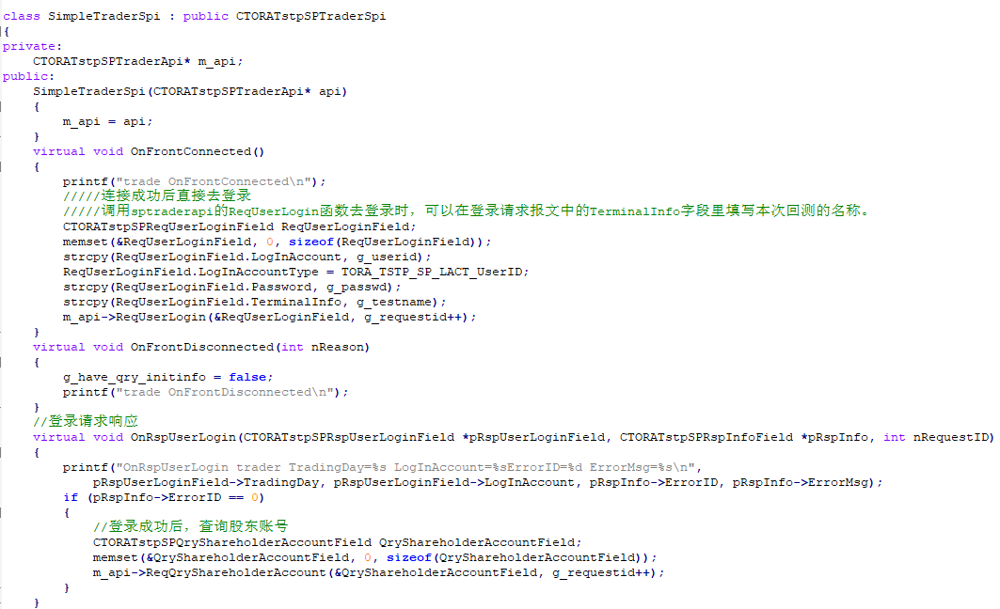 class SimpleTraderSpi : public CTORATstpSPTraderSpi
{
private:
    CTORATstpSPTraderApi* m_api;
public:
    SimpleTraderSpi(CTORATstpSPTraderApi* api)
    {
        m_api = api;
    }
    virtual void OnFrontConnected()
    {
        printf("trade OnFrontConnected\n");
        /////连接成功后直接去登录
        /////调用sptraderapi的ReqUserLogin函数去登录时，可以在登录请求报文中的TerminalInfo字段里填写本次回测的名称。
        CTORATstpSPReqUserLoginField ReqUserLoginField;
        memset(&ReqUserLoginField, 0, sizeof(ReqUserLoginField));
        strcpy(ReqUserLoginField.LogInAccount, g_userid);
        ReqUserLoginField.LogInAccountType = TORA_TSTP_SP_LACT_UserID;
        strcpy(ReqUserLoginField.Password, g_passwd);
        strcpy(ReqUserLoginField.TerminalInfo, g_testname);
        m_api->ReqUserLogin(&ReqUserLoginField, g_requestid++);
    }
    virtual void OnFrontDisconnected(int nReason)
    {
        g_have_qry_initinfo = false;
        printf("trade OnFrontDisconnected\n");
    }
    //登录请求响应
    virtual void OnRspUserLogin(CTORATstpSPRspUserLoginField *pRspUserLoginField, CTORATstpSPRspInfoField *pRspInfo, int nRequestID)
    {
        printf("OnRspUserLogin trader TradingDay=%s LogInAccount=%sErrorID=%d ErrorMsg=%s\n",
            pRspUserLoginField->TradingDay, pRspUserLoginField->LogInAccount, pRspInfo->ErrorID, pRspInfo->ErrorMsg);
        if (pRspInfo->ErrorID == 0)
        {
            //登录成功后，查询股东账号
            CTORATstpSPQryShareholderAccountField QryShareholderAccountField;
            memset(&QryShareholderAccountField, 0, sizeof(QryShareholderAccountField));
            m_api->ReqQryShareholderAccount(&QryShareholderAccountField, g_requestid++);
        }
    }